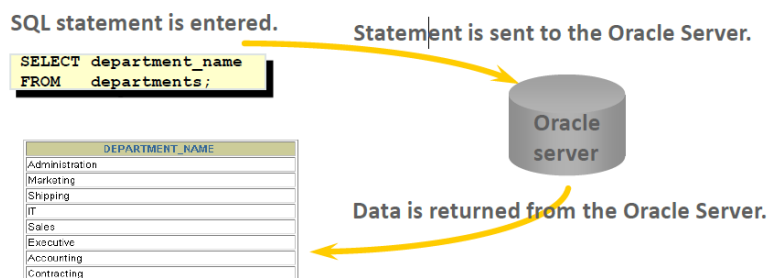 SQL statement is entered.
Statement is sent to the Oracle Server.
SELECT department_name
FROM departments;
Oracle
server
DEPARTMENT_NAME
Administration
Marketing
Shipping
IT
Sales
Executive
Accounting
Contracting
Data is returned from the Oracle Server.